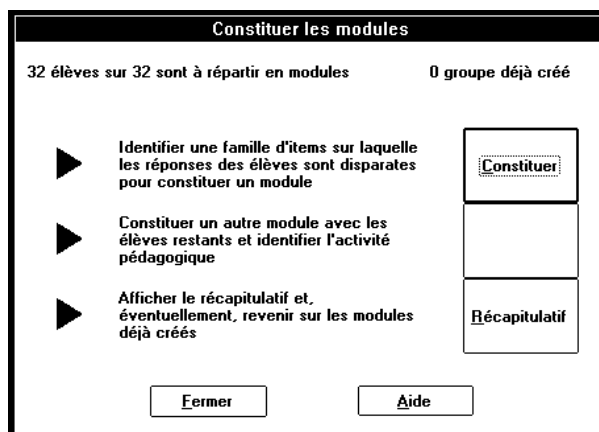 Constituer les modules
32 élèves sur 32 sont à répartir en modules 0 groupe déjà créé
Identifier une famille d'items sur laquelle
les réponses des élèves sont disparates
pour constituer un module
Constituer
Constituer un autre module avec les
élèves restants et identifier l'activité
pédagogique
Afficher le récapitulatif et,
éventuellement, revenir sur les modules
déjà créés
Récapitulatif
Fermer Aide